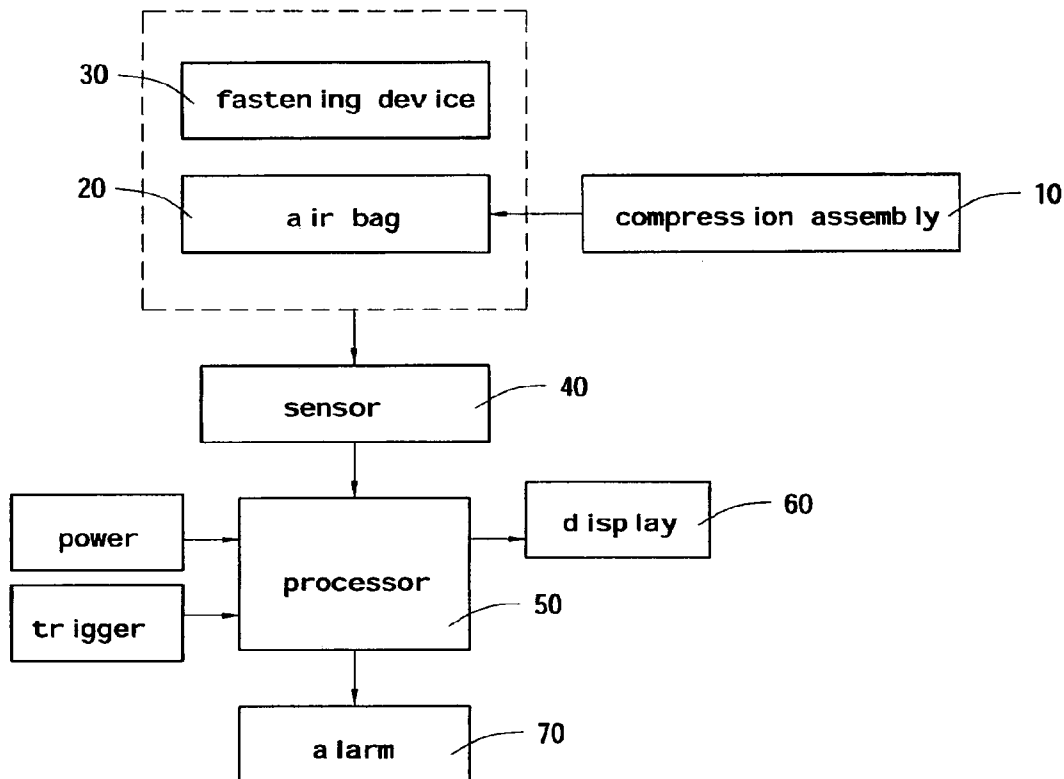 30
fastening device
20
air bag
compression assembly
10
sensor
40
power
processor
50
display
60
trigger
alarm
70